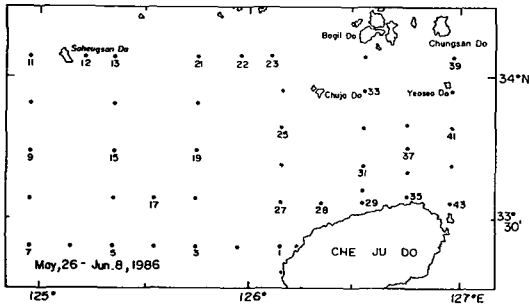 Bogil Do
Chungsan Do
Soheugsan Do
11 12 13 21 22 23 39
34°N
Chuja Do 33 Yeoseo Do
25 41
9 15 19 37
31
17 27 28 29 35 43
33°
30'
7 5 3 1
CHE JU DO
May, 26 - Jun. 8, 1986
125° 126° 127°E